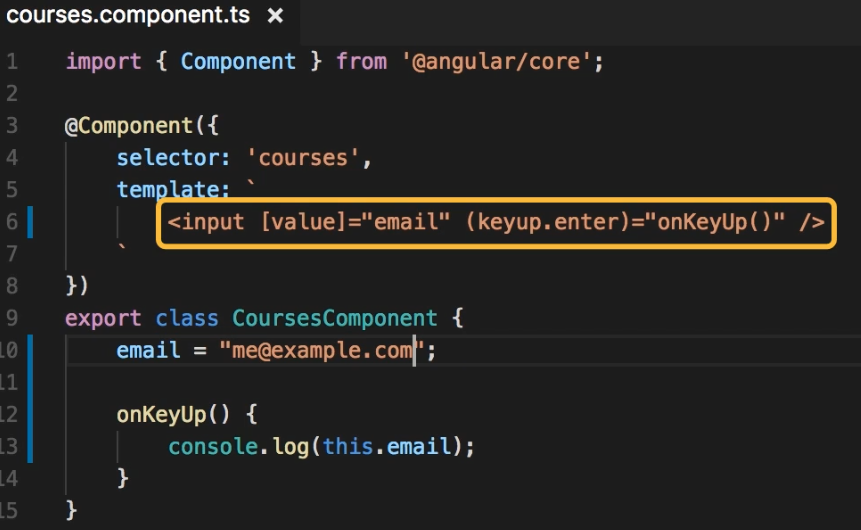 courses.component.ts ×
1 import { Component } from '@angular/core';
2
3 @Component({
4 selector: 'courses',
5 template: `
6 <input [value]="email" (keyup.enter)="onKeyUp()" />
7 `
8 })
9 export class CoursesComponent {
10 email = "me@example.com";
11
12 onKeyUp() {
13 console.log(this.email);
14 }
15 }